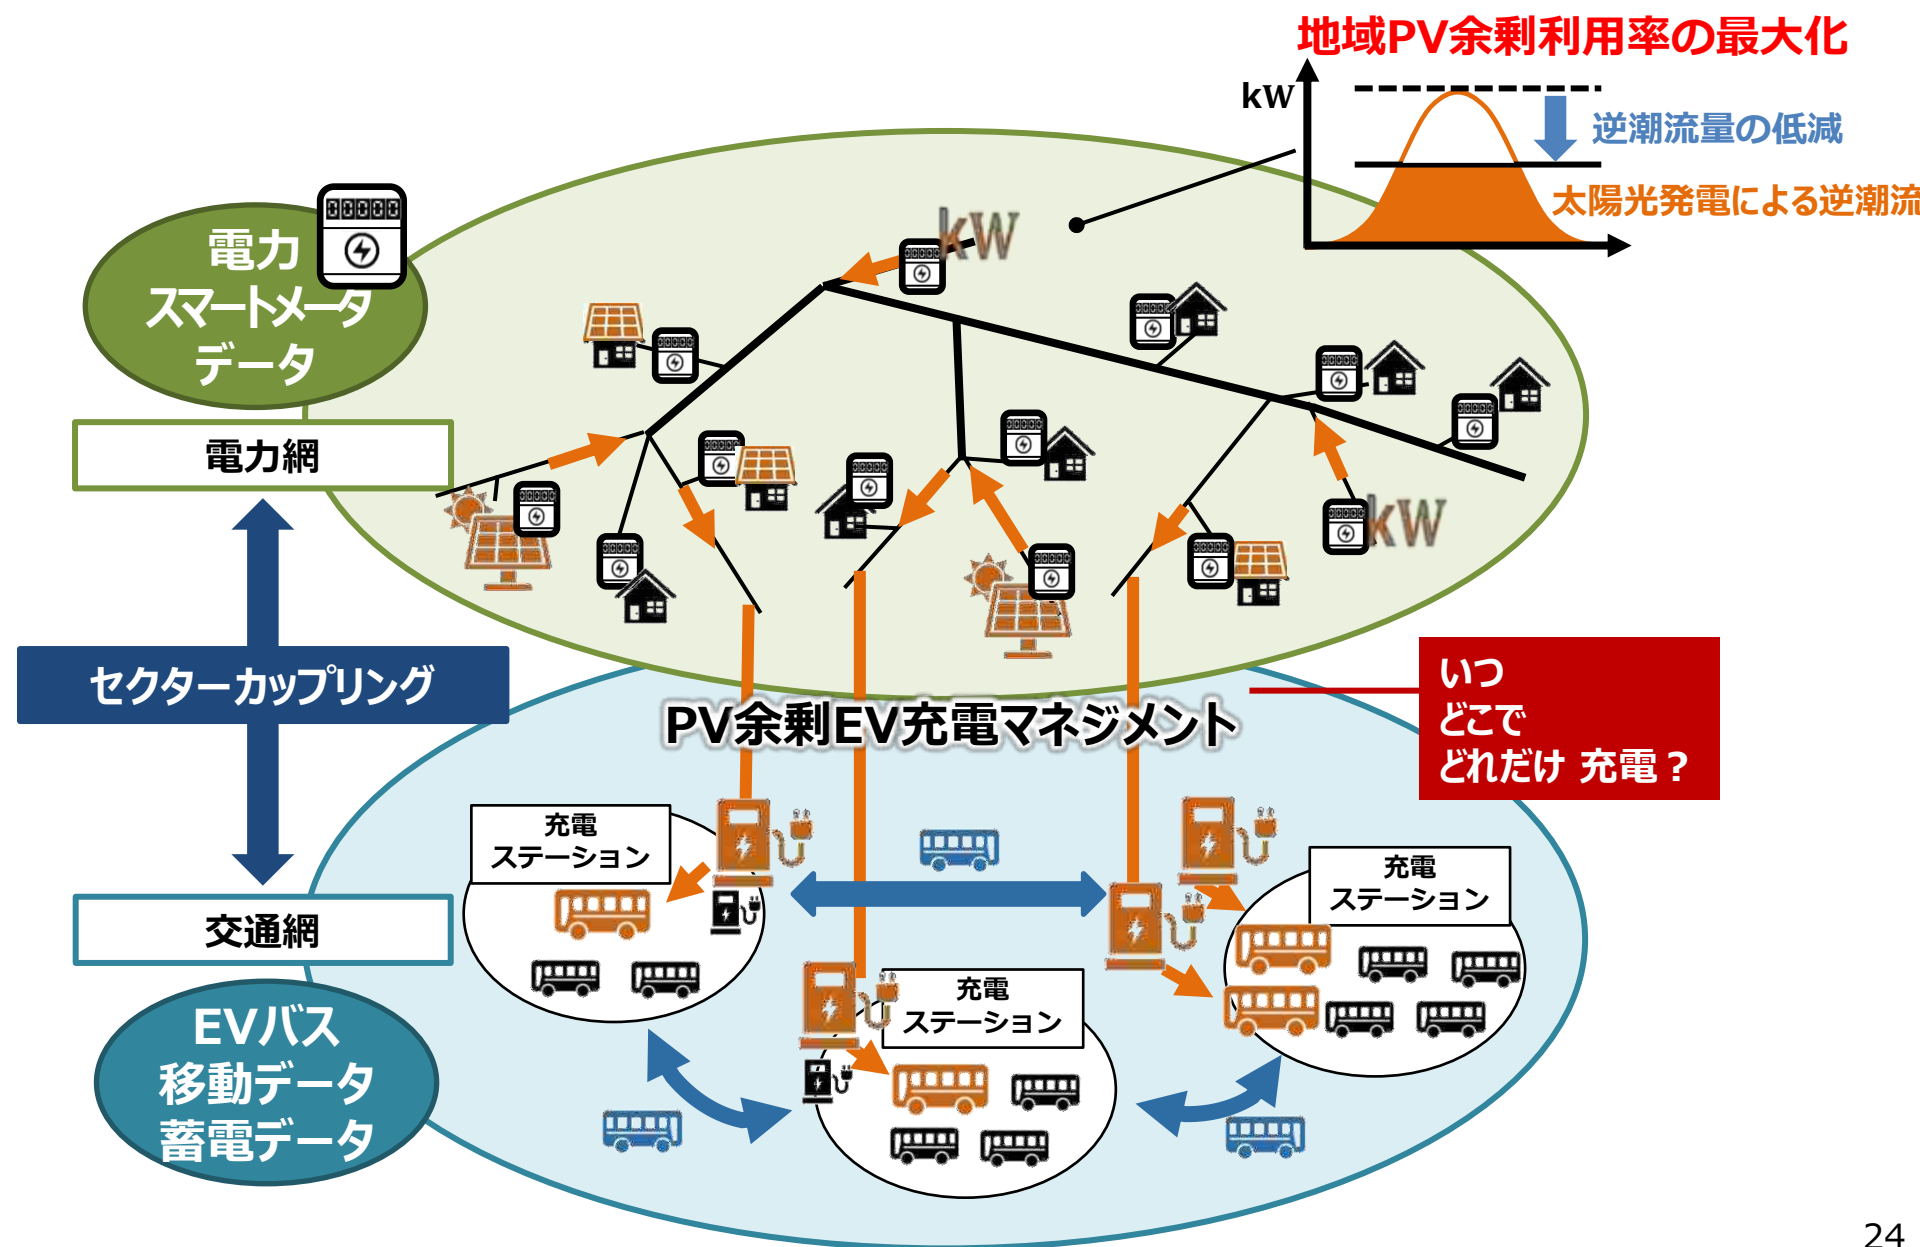 地域PV余剰利用率の最大化
kW
逆潮流量の低減
太陽光発電による逆潮流
電力
スマートメータ
データ
kW
電力網
kW
セクターカップリング
PV余剰EV充電マネジメント
いつ
どこで
どれだけ 充電？
充電
ステーション
充電
ステーション
交通網
充電
ステーション
EVバス
移動データ
蓄電データ
24